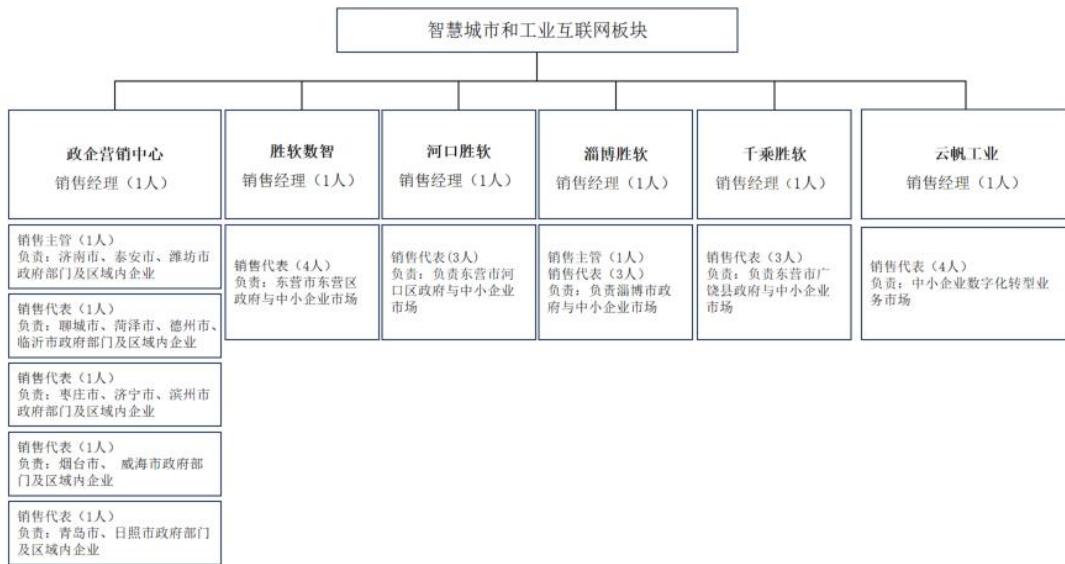 智慧城市和工业互联网板块
政企营销中心
销售经理（1人）
胜软数智
销售经理（1人）
河口胜软
销售经理（1人）
淄博胜软
销售经理（1人）
千乘胜软
销售经理（1人）
云帆工业
销售经理（1人）
销售主管（1人）
负责：济南市、泰安市、潍坊市
政府部门及区域内企业
销售代表（1人）
负责：聊城市、菏泽市、德州市、
临沂市政府部门及区域内企业
销售代表（1人）
负责：枣庄市、济宁市、滨州市
政府部门及区域内企业
销售代表（1人）
负责：烟台市、 威海市政府部
门及区域内企业
销售代表（1人）
负责：青岛市、日照市政府部门
及区域内企业
销售代表（4人）
负责：东营市东营区
政府与中小企业市场
销售代表(3人）
负责：负责东营市河
口区政府与中小企业
市场
销售主管（1人）
销售代表（3人）
负责：负责淄博市政
府与中小企业市场
销售代表（3人）
负责：负责东营市广
饶县政府与中小企业
市场
销售代表（4人）
负责：中小企业数字化转型业
务市场